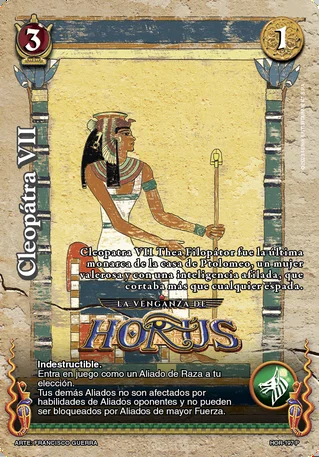 3
1
Cleopátra VII
Cleopatra VII Thea Filopátor fue la última
monarca de la casa de Ptolomeo, un mujer
valerosa y con una inteligencia afilada, que
cortaba más que cualquier espada.
LA VENGANZA DE
HORUS
Indestructible.
Entra en juego como un Aliado de Raza a tu
elección.
Tus demás Aliados no son afectados por
habilidades de Aliados oponentes y no pueden
ser bloqueados por Aliados de mayor Fuerza.
ARTE: FRANCISCO GUERRA
HOR-197 P